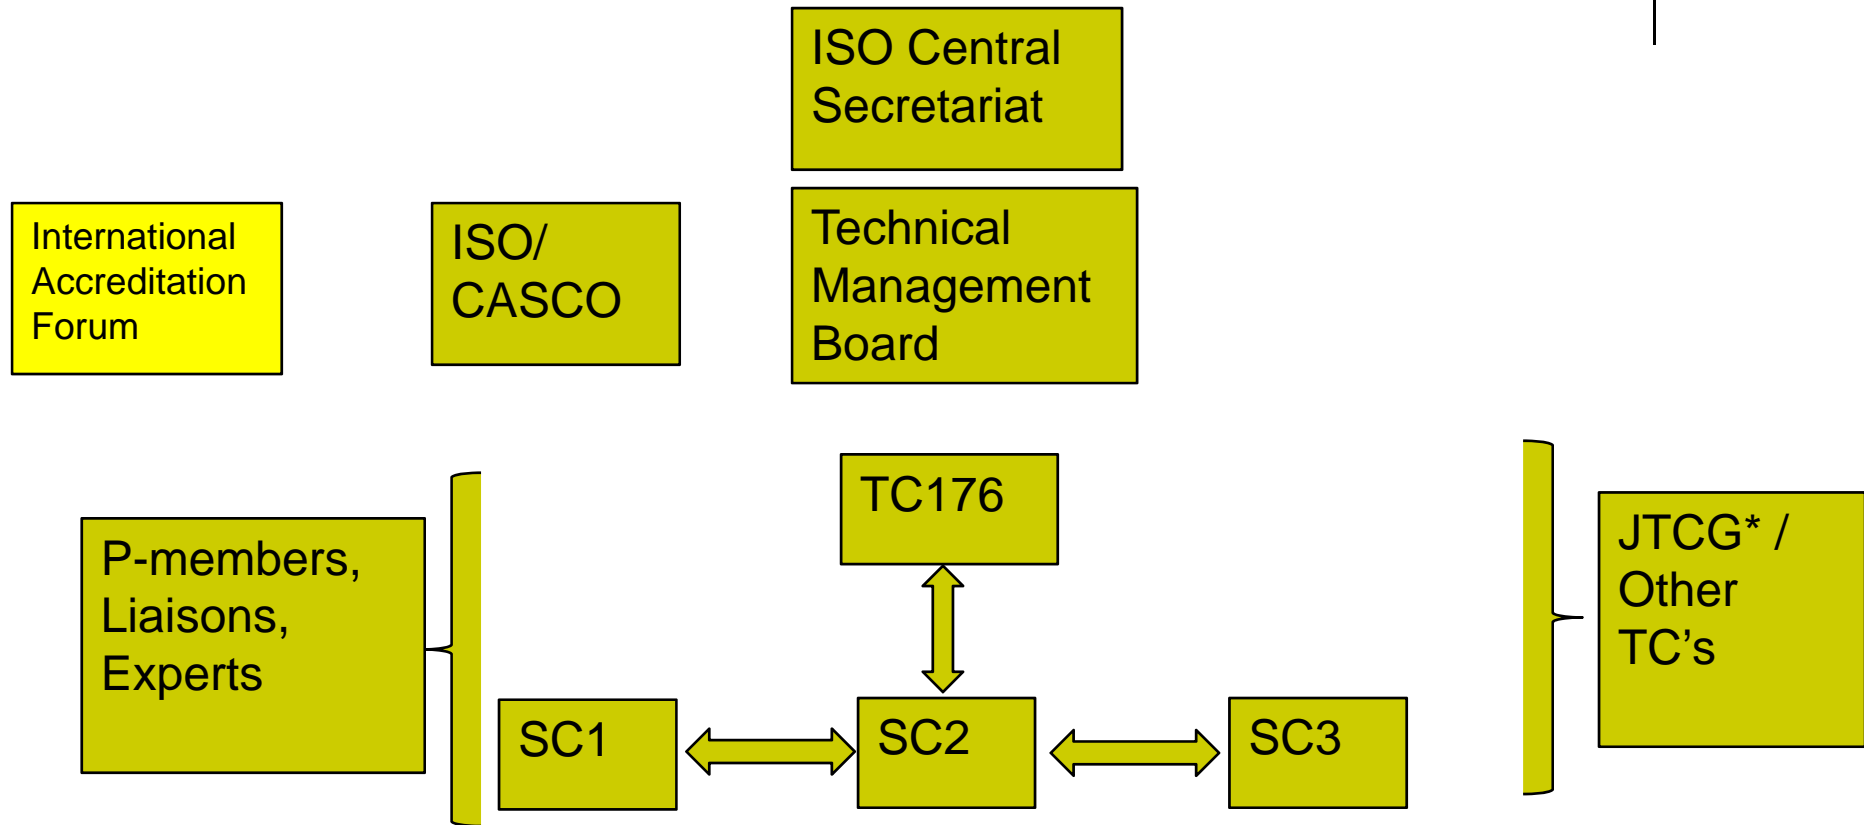 ISO Central
Secretariat
International
Accreditation
Forum
ISO/
CASCO
Technical
Management
Board
TC176
P-members,
Liaisons,
Experts
JTCG* /
Other
TC’s
SC1
SC2
SC3